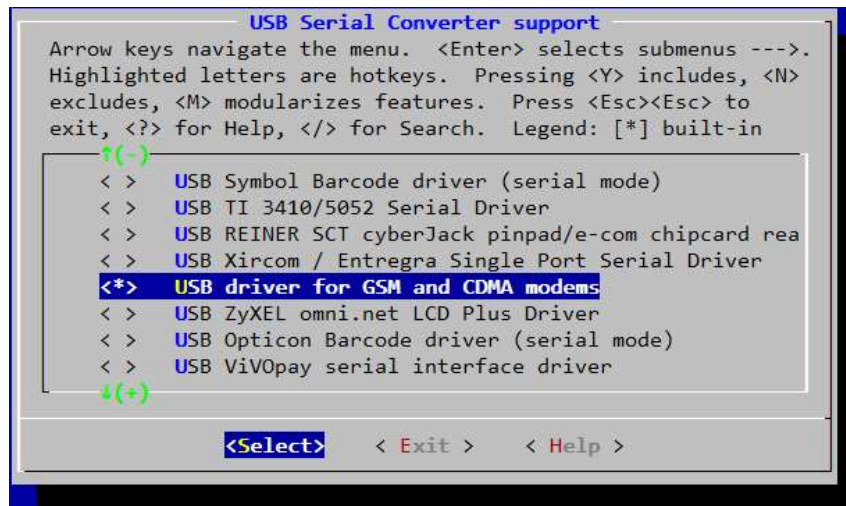 USB Serial Converter support
Arrow keys navigate the menu.  <Enter> selects submenus --->.
Highlighted letters are hotkeys.  Pressing <Y> includes, <N>
excludes, <M> modularizes features.  Press <Esc><Esc> to
exit, <?> for Help, </> for Search.  Legend: [*] built-in
↑(-)
< >   USB Symbol Barcode driver (serial mode)
< >   USB TI 3410/5052 Serial Driver
< >   USB REINER SCT cyberJack pinpad/e-com chipcard rea
< >   USB Xircom / Entregra Single Port Serial Driver
<*>   USB driver for GSM and CDMA modems
< >   USB ZyXEL omni.net LCD Plus Driver
< >   USB Opticon Barcode driver (serial mode)
< >   USB ViVOpay serial interface driver
↓(+)
<Select>    < Exit >    < Help >